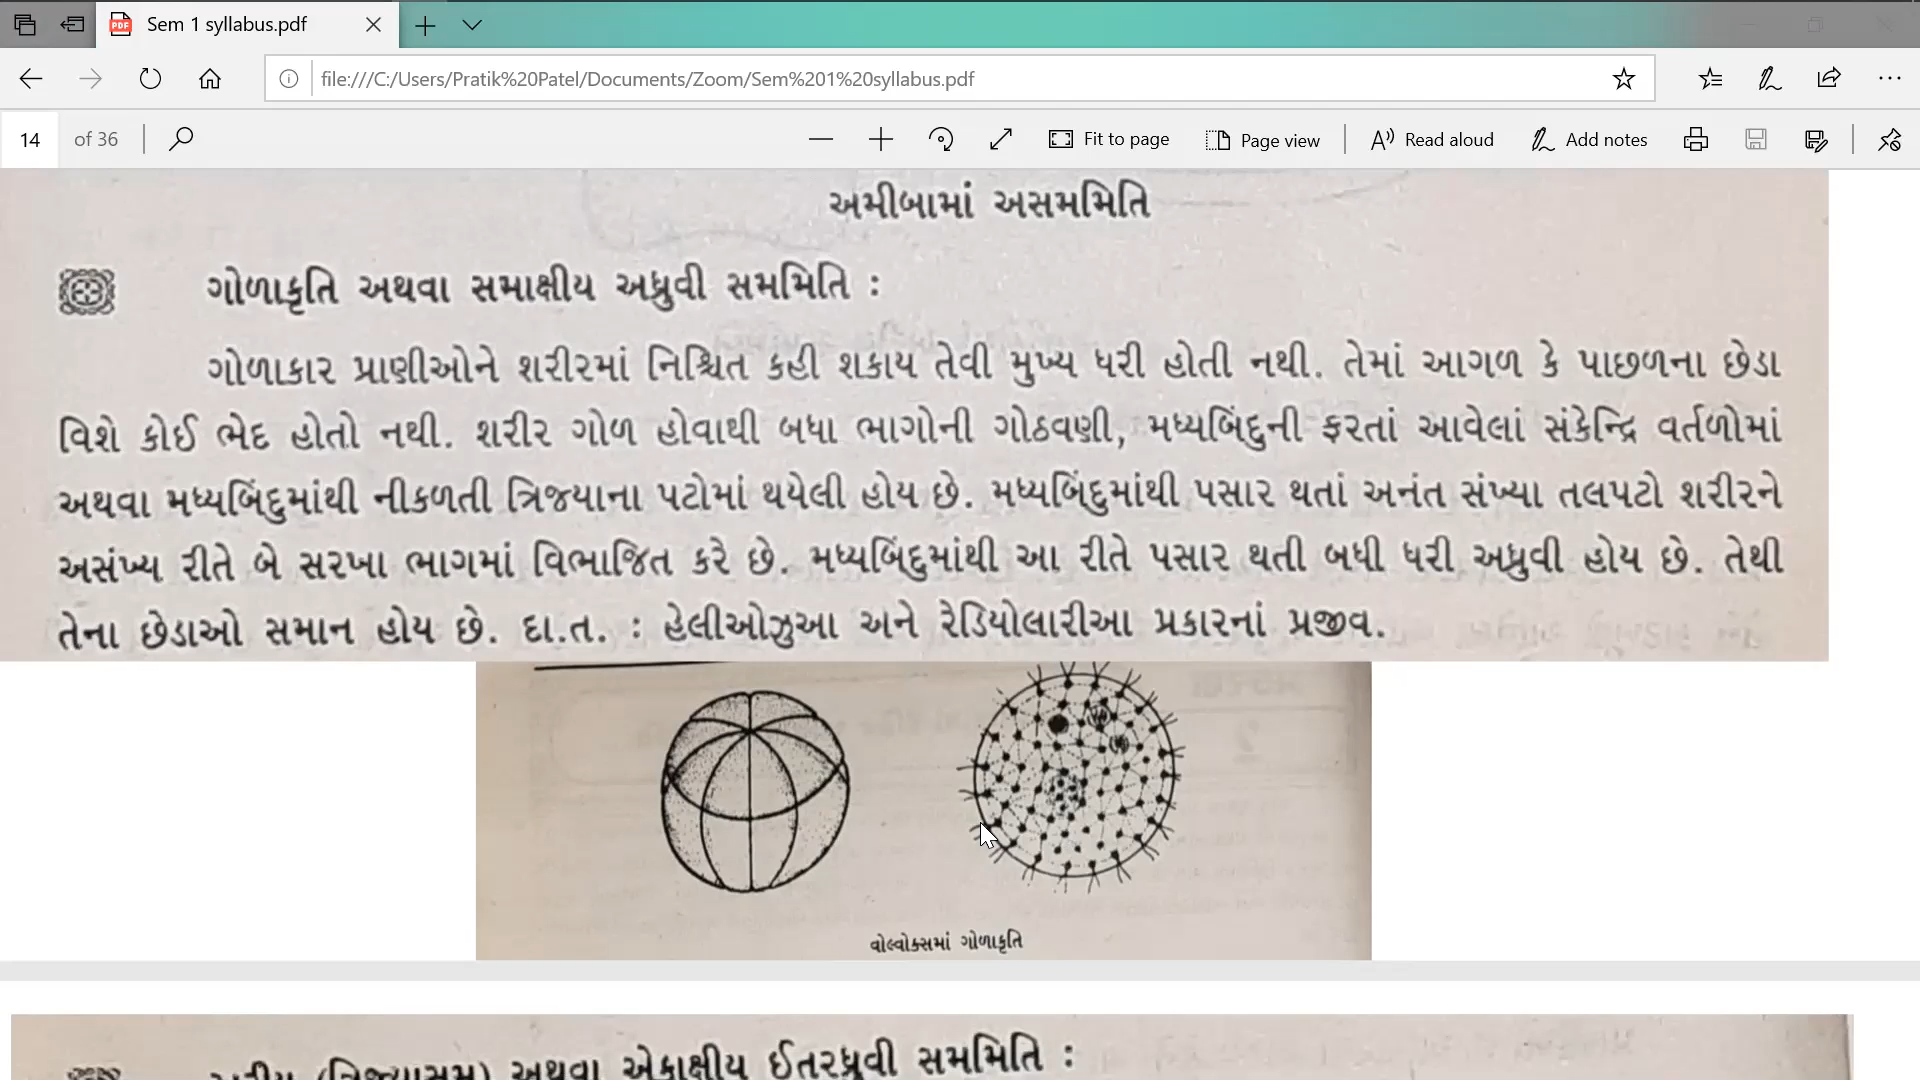 Sem 1 syllabus.pdf
file:///C:/Users/Pratik%20Patel/Documents/Zoom/Sem%201%20syllabus.pdf
14 of 36 Fit to page Page view Read aloud Add notes
અમીબામાં અસમમિતિ
ગોળાકૃતિ અથવા સમાક્ષીય અધ્રુવી સમમિતિ :
ગોળાકાર પ્રાણીઓને શરીરમાં નિશ્ચિત કહી શકાય તેવી મુખ્ય ધરી હોતી નથી. તેમાં આગળ કે પાછળના છેડા
વિશે કોઈ ભેદ હોતો નથી. શરીર ગોળ હોવાથી બધા ભાગોની ગોઠવણી, મધ્યબિંદુની ફરતાં આવેલાં સંકેન્દ્રિ વર્તળોમાં
અથવા મધ્યબિંદુમાંથી નીકળતી ત્રિજયાના પટોમાં થયેલી હોય છે. મધ્યબિંદુમાંથી પસાર થતાં અનંત સંખ્યા તલપટો શરીરને
અસંખ્ય રીતે બે સરખા ભાગમાં વિભાજિત કરે છે. મધ્યબિંદુમાંથી આ રીતે પસાર થતી બધી ધરી અધ્રુવી હોય છે. તેથી
તેના છેડાઓ સમાન હોય છે. દા.ત. : હેલીઓઝુઆ અને રેડિયોલારીઆ પ્રકારનાં પ્રજીવ.
વોલ્વોક્સમાં ગોળાકૃતિ
(ત્રિજ્યાસમ) અથવા એકાક્ષીય ઈતરધ્રુવી સમમિતિ :